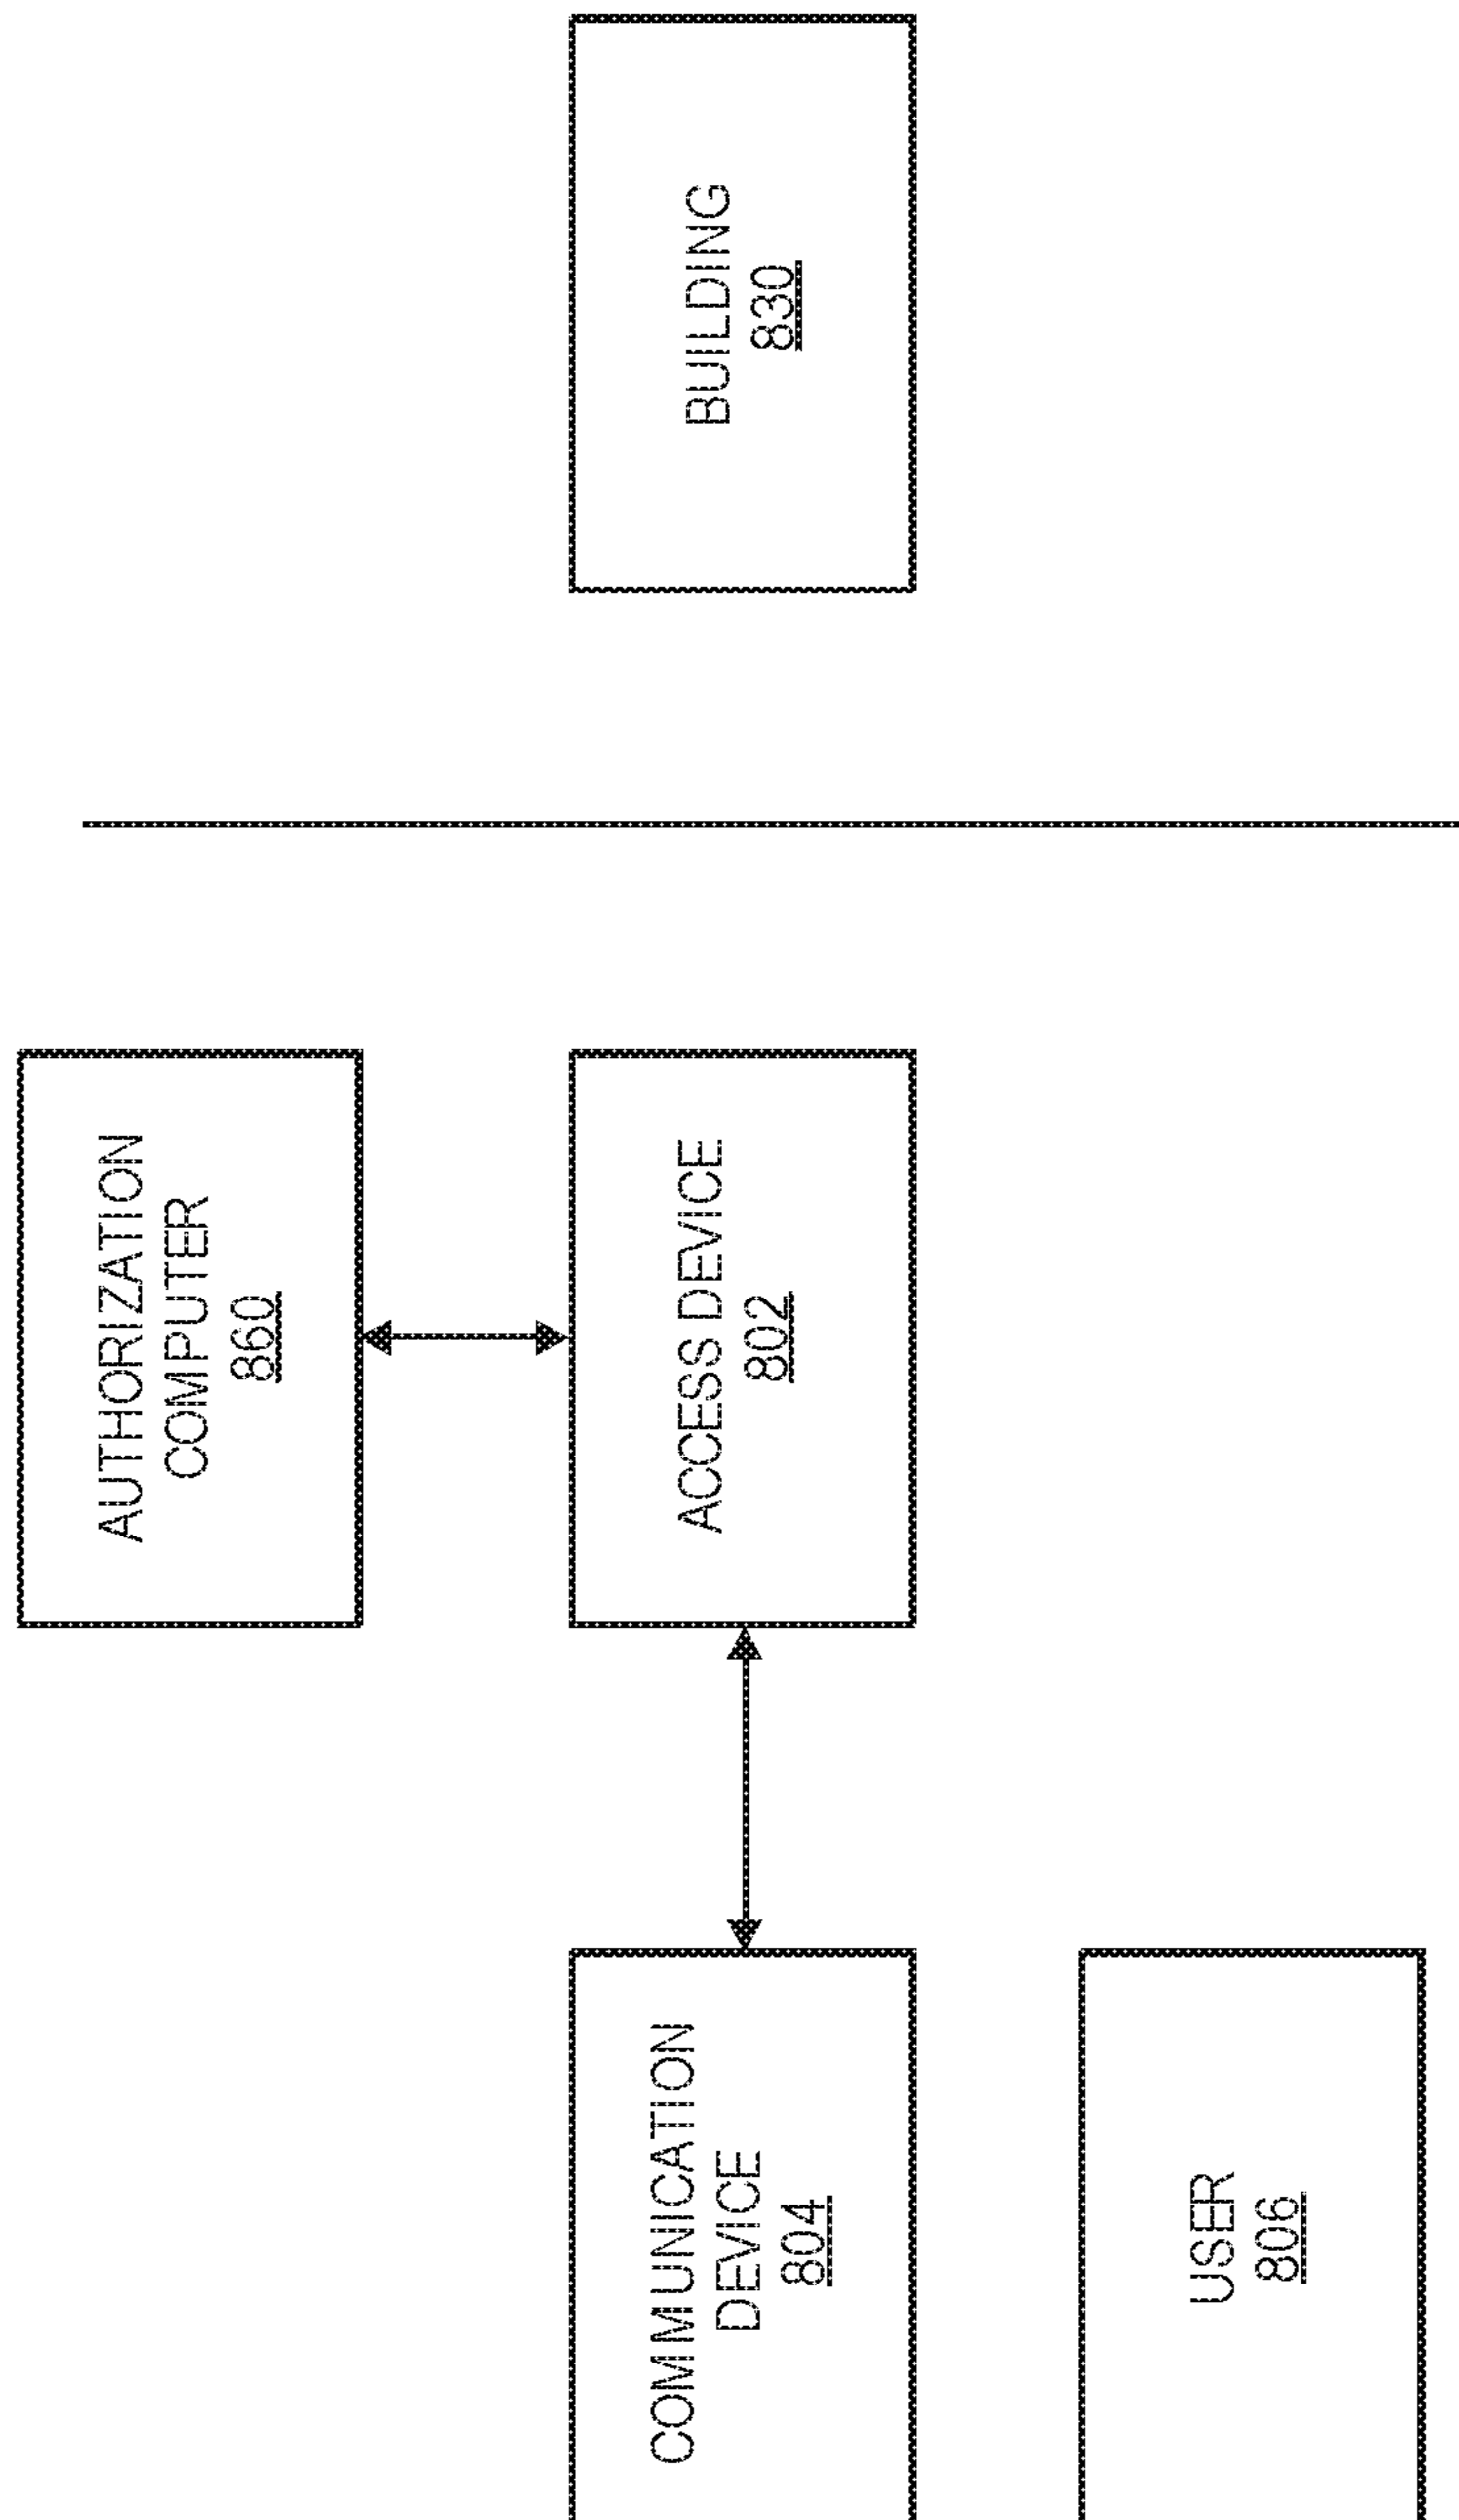 AUTHORIZATION
COMPUTER
860
COMMUNICATION
DEVICE
804
ACCESS DEVICE
802
BUILDING
830
USER
806